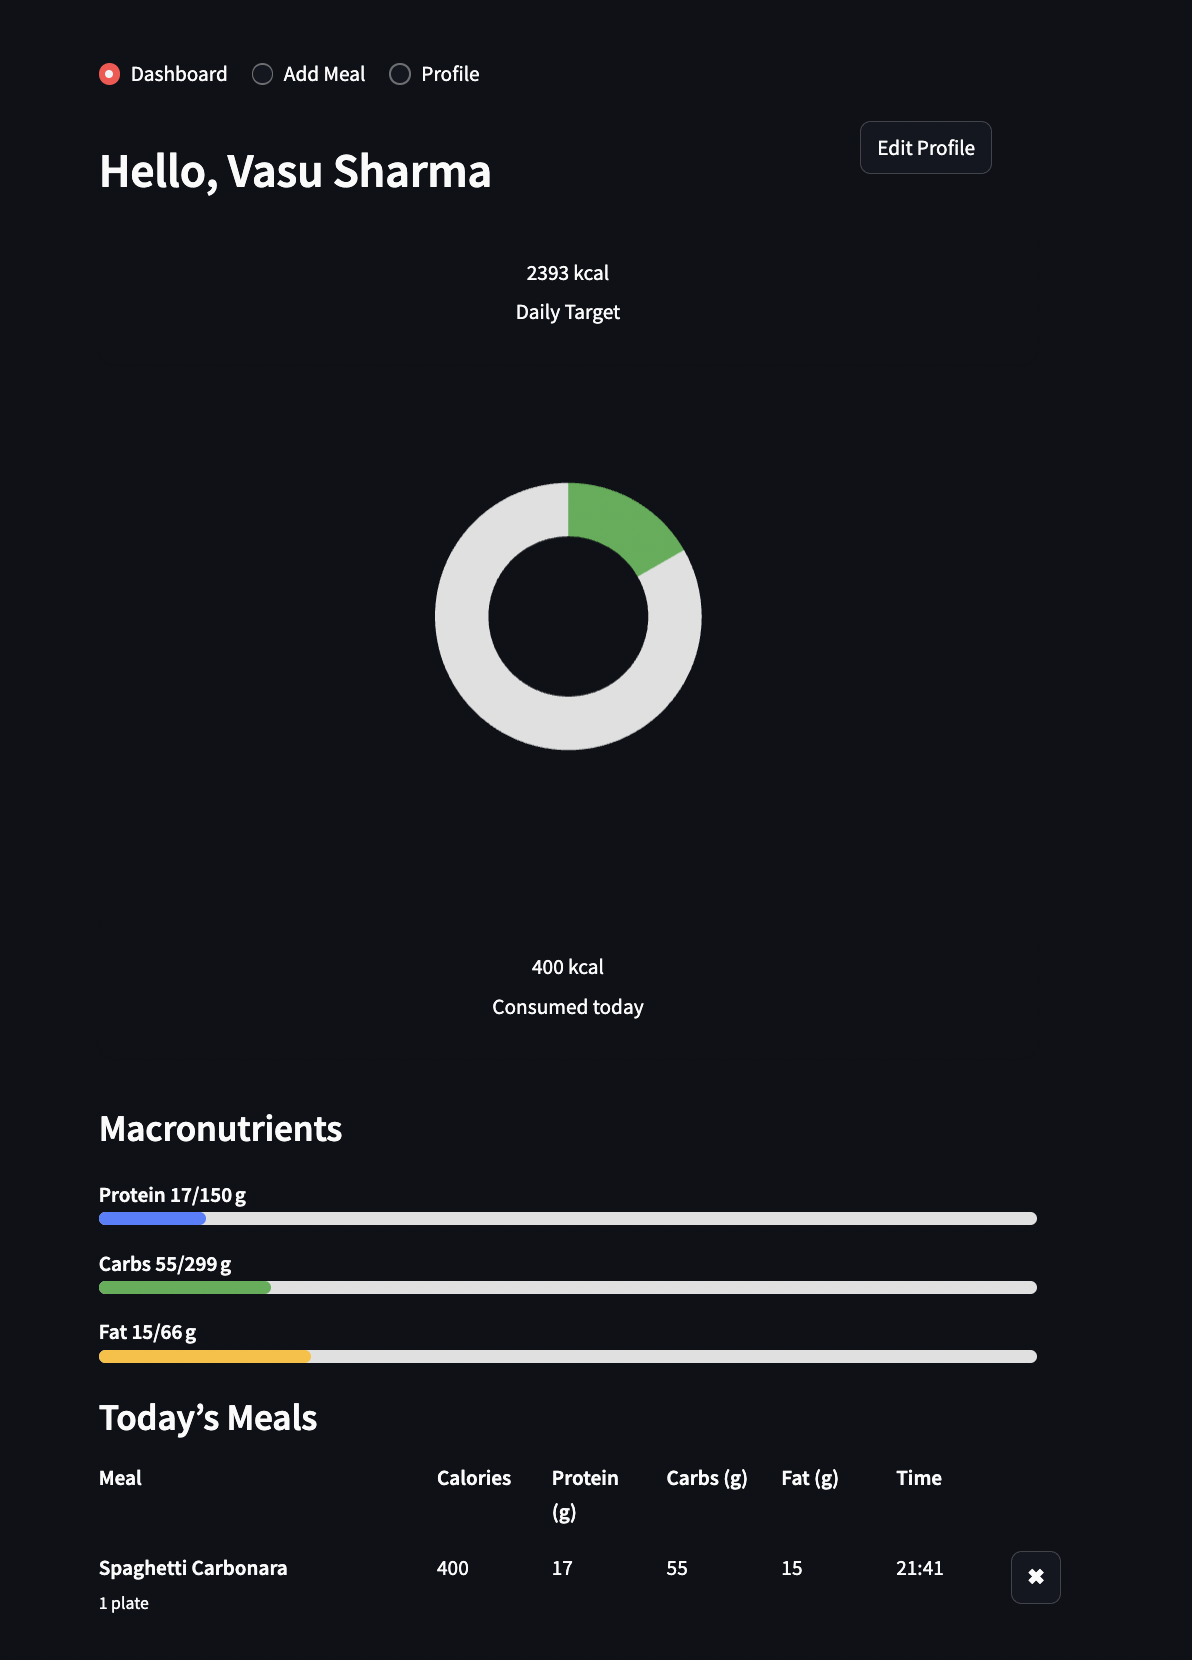 Dashboard Add Meal Profile
Edit Profile
Hello, Vasu Sharma
2393 kcal
Daily Target
400 kcal
Consumed today
Macronutrients
Protein 17/150 g
Carbs 55/299 g
Fat 15/66 g
Today’s Meals
Meal Calories Protein (g) Carbs (g) Fat (g) Time
Spaghetti Carbonara 400 17 55 15 21:41 ✖
1 plate